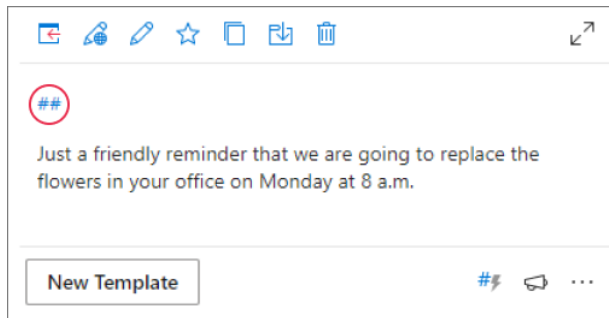 ##
Just a friendly reminder that we are going to replace the
flowers in your office on Monday at 8 a.m.
New Template
#